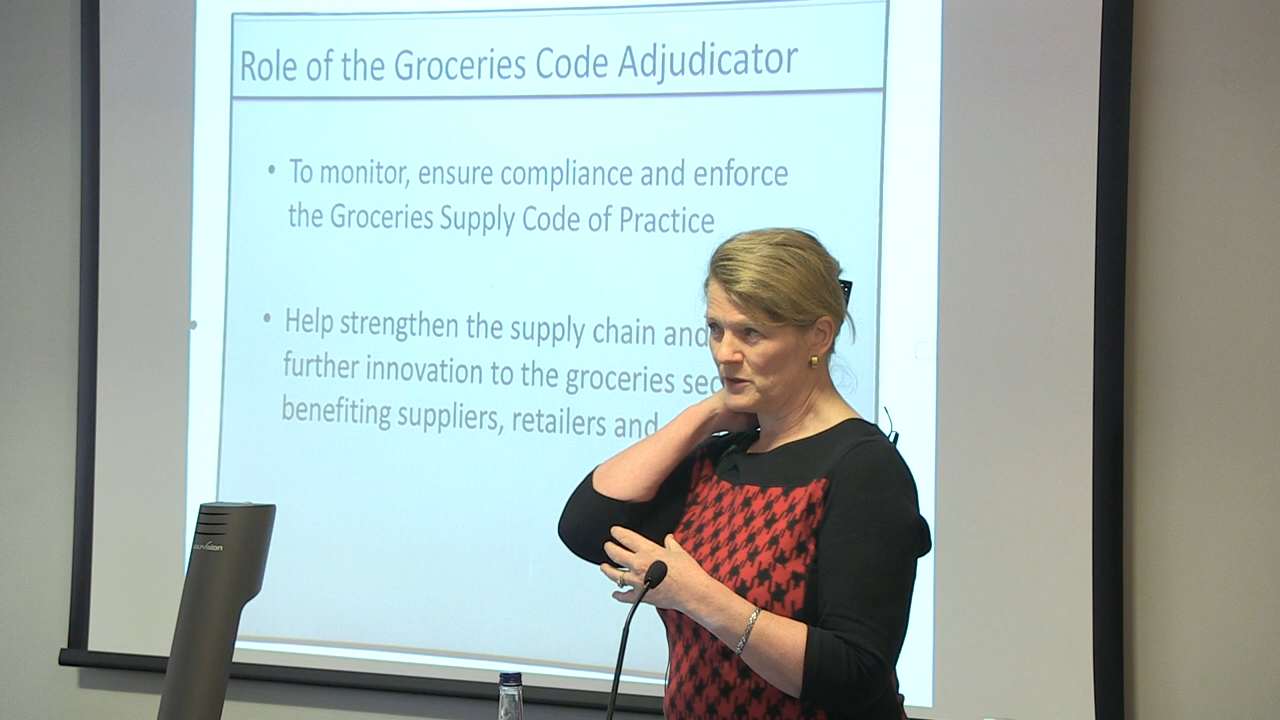 Role of the Groceries Code Adjudicator
• To monitor, ensure compliance and enforce
the Groceries Supply Code of Practice
• Help strengthen the supply chain and
further innovation to the groceries sec
benefiting suppliers, retailers and